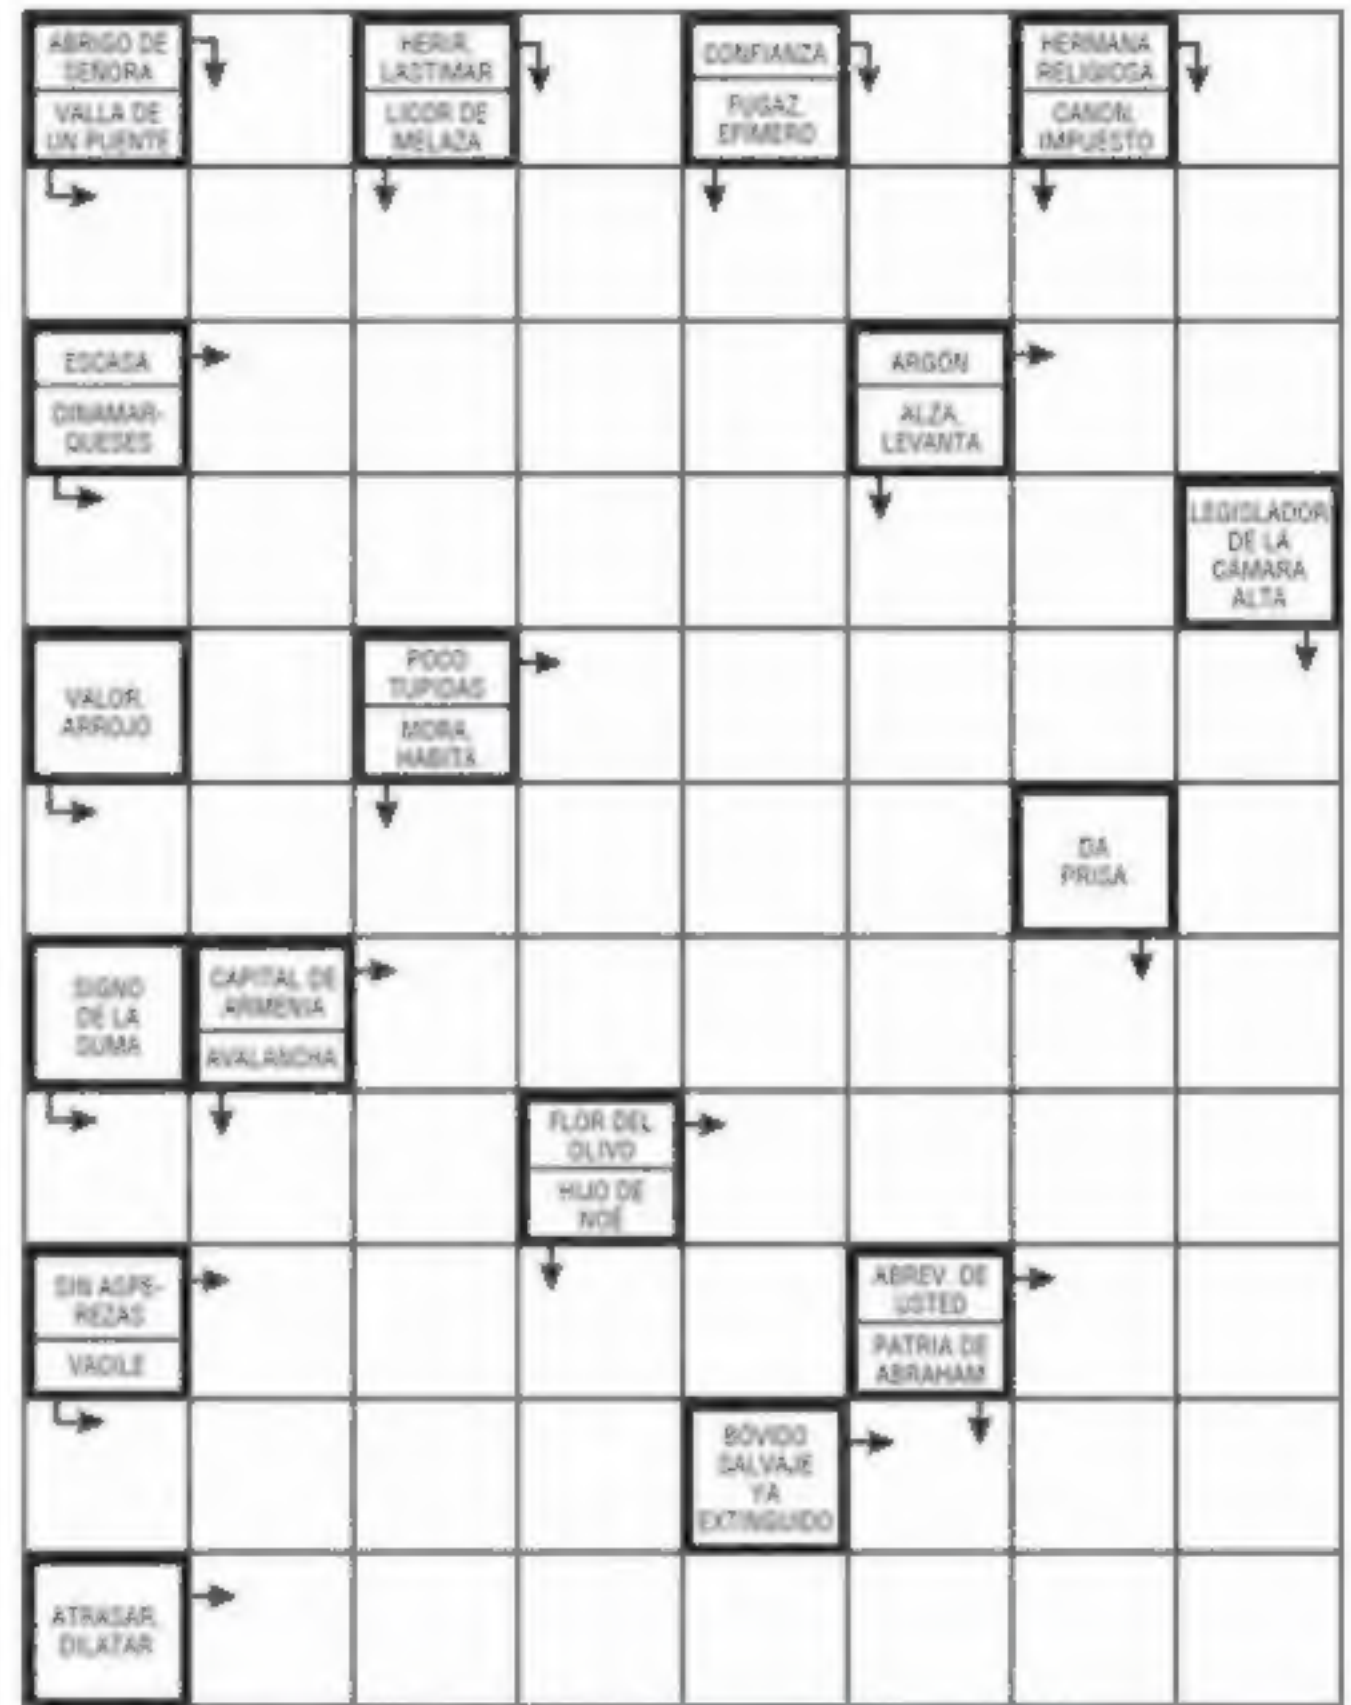 ABRIGO DE
SEÑORA
VALLA DE
UN PUENTE
HERIR,
LASTIMAR
LICOR DE
MELAZA
CONFIANZA
FUGAZ,
EFÍMERO
HERMANA
RELIGIOSA
CANON,
IMPUESTO
ESCASA
DINAMAR-
QUESES
ARGÓN
ALZA,
LEVANTA
LEGISLADOR
DE LA
CÁMARA
ALTA
VALOR,
ARROJO
POCO
TUPIDAS
MORA,
HABITA
DA
PRISA
SIGNO
DE LA
SUMA
CAPITAL DE
ARMENIA
AVALANCHA
FLOR DEL
OLIVO
HIJO DE
NOÉ
SIN ASPE-
REZAS
VACILE
ABREV. DE
USTED
PATRIA DE
ABRAHAM
BÓVIDO
SALVAJE
YA
EXTINGUIDO
ATRASAR,
DILATAR